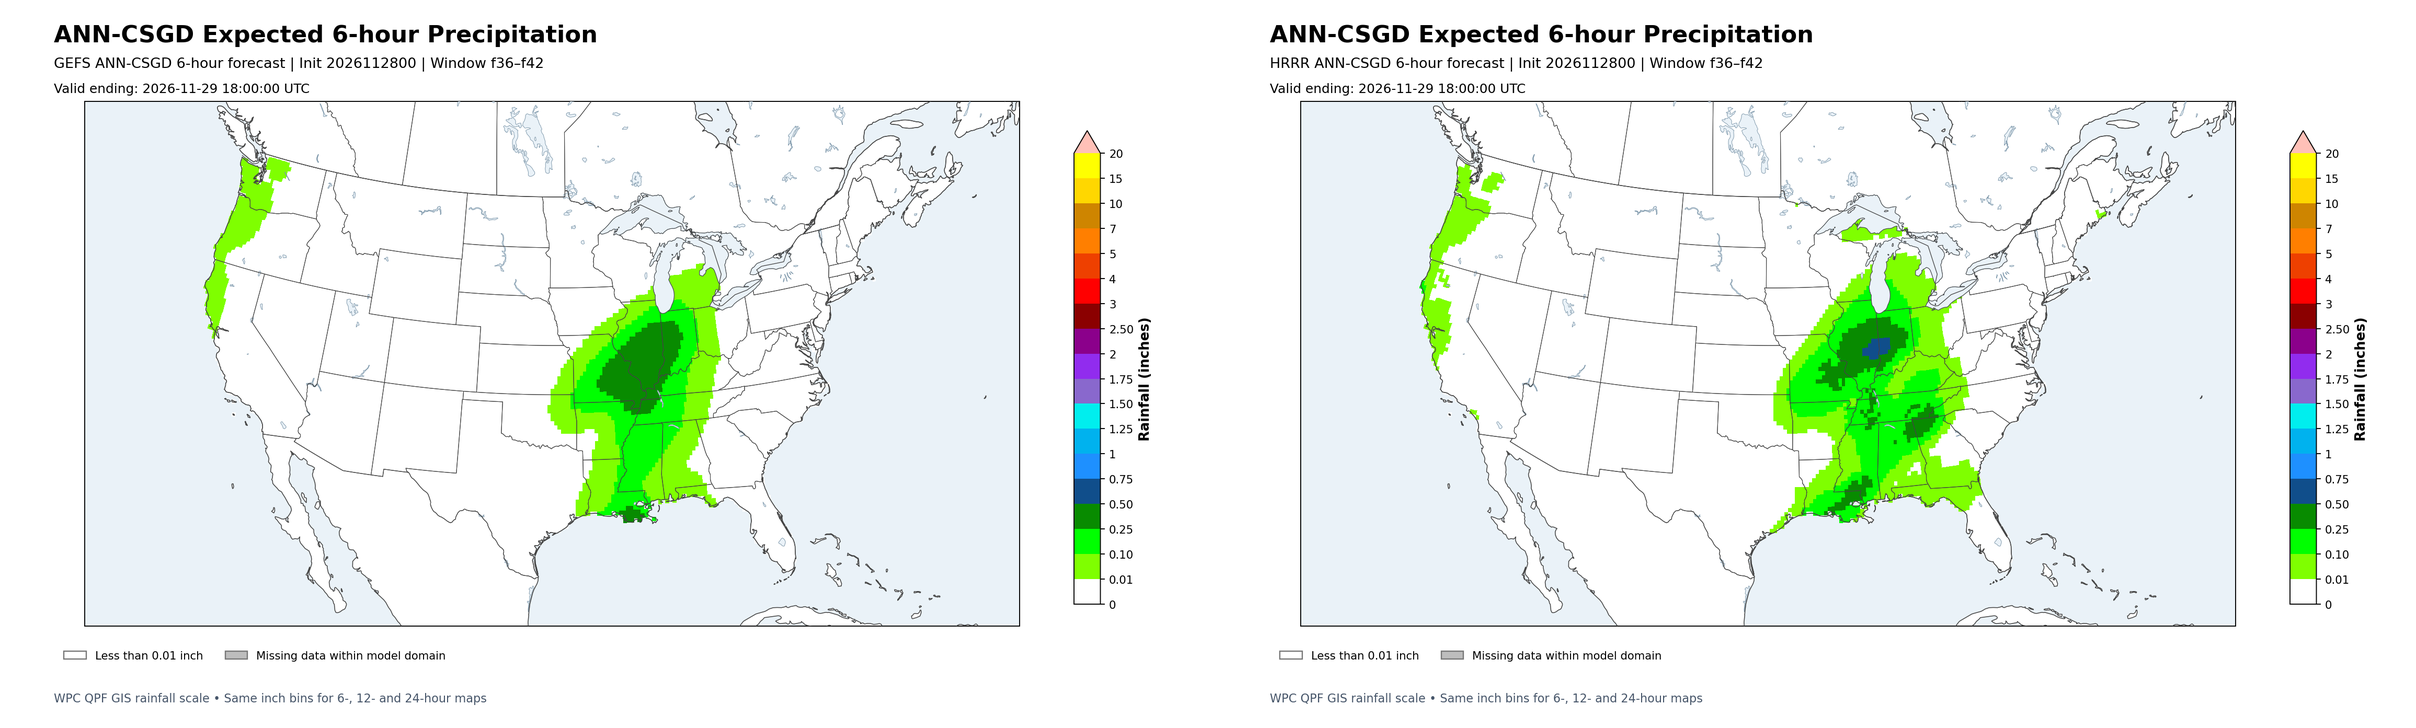 ANN-CSGD Expected 6-hour Precipitation
GEFS ANN-CSGD 6-hour forecast | Init 2026112800 | Window f36–f42
Valid ending: 2026-11-29 18:00:00 UTC
20
15
10
7
5
4
3
2.50
2
1.75
1.50
1.25
1
0.75
0.50
0.25
0.10
0.01
0
Rainfall (inches)
Less than 0.01 inch
Missing data within model domain
WPC QPF GIS rainfall scale • Same inch bins for 6-, 12- and 24-hour maps
ANN-CSGD Expected 6-hour Precipitation
HRRR ANN-CSGD 6-hour forecast | Init 2026112800 | Window f36–f42
Valid ending: 2026-11-29 18:00:00 UTC
20
15
10
7
5
4
3
2.50
2
1.75
1.50
1.25
1
0.75
0.50
0.25
0.10
0.01
0
Rainfall (inches)
Less than 0.01 inch
Missing data within model domain
WPC QPF GIS rainfall scale • Same inch bins for 6-, 12- and 24-hour maps